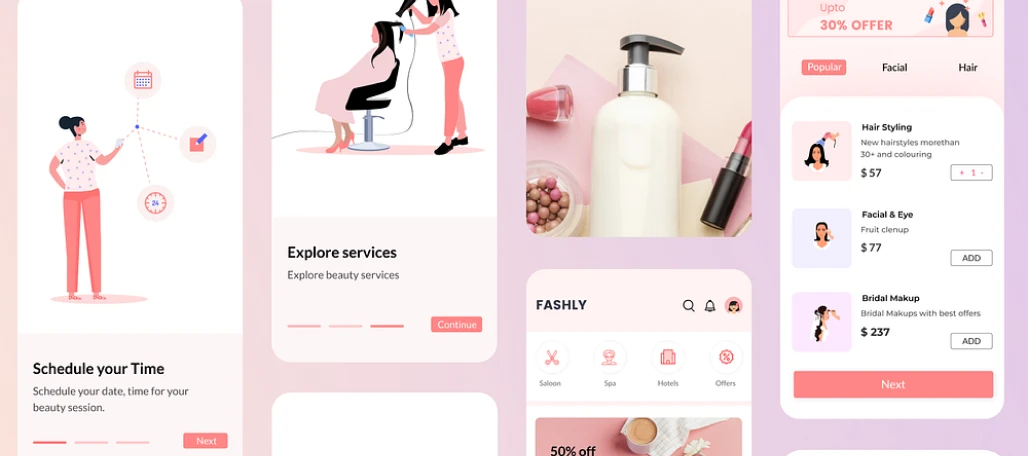 24
Schedule your Time
Schedule your date, time for your
beauty session.
Next
Explore services
Explore beauty services
Continue
FASHLY
Saloon
Spa
Hotels
Offers
50% off
Upto
30% OFFER
Popular
Facial
Hair
Hair Styling
New hairstyles morethan
30+ and colouring
$ 57
+ 1 -
Facial & Eye
Fruit clenup
$ 77
ADD
Bridal Makup
Bridal Makups with best offers
$ 237
ADD
Next